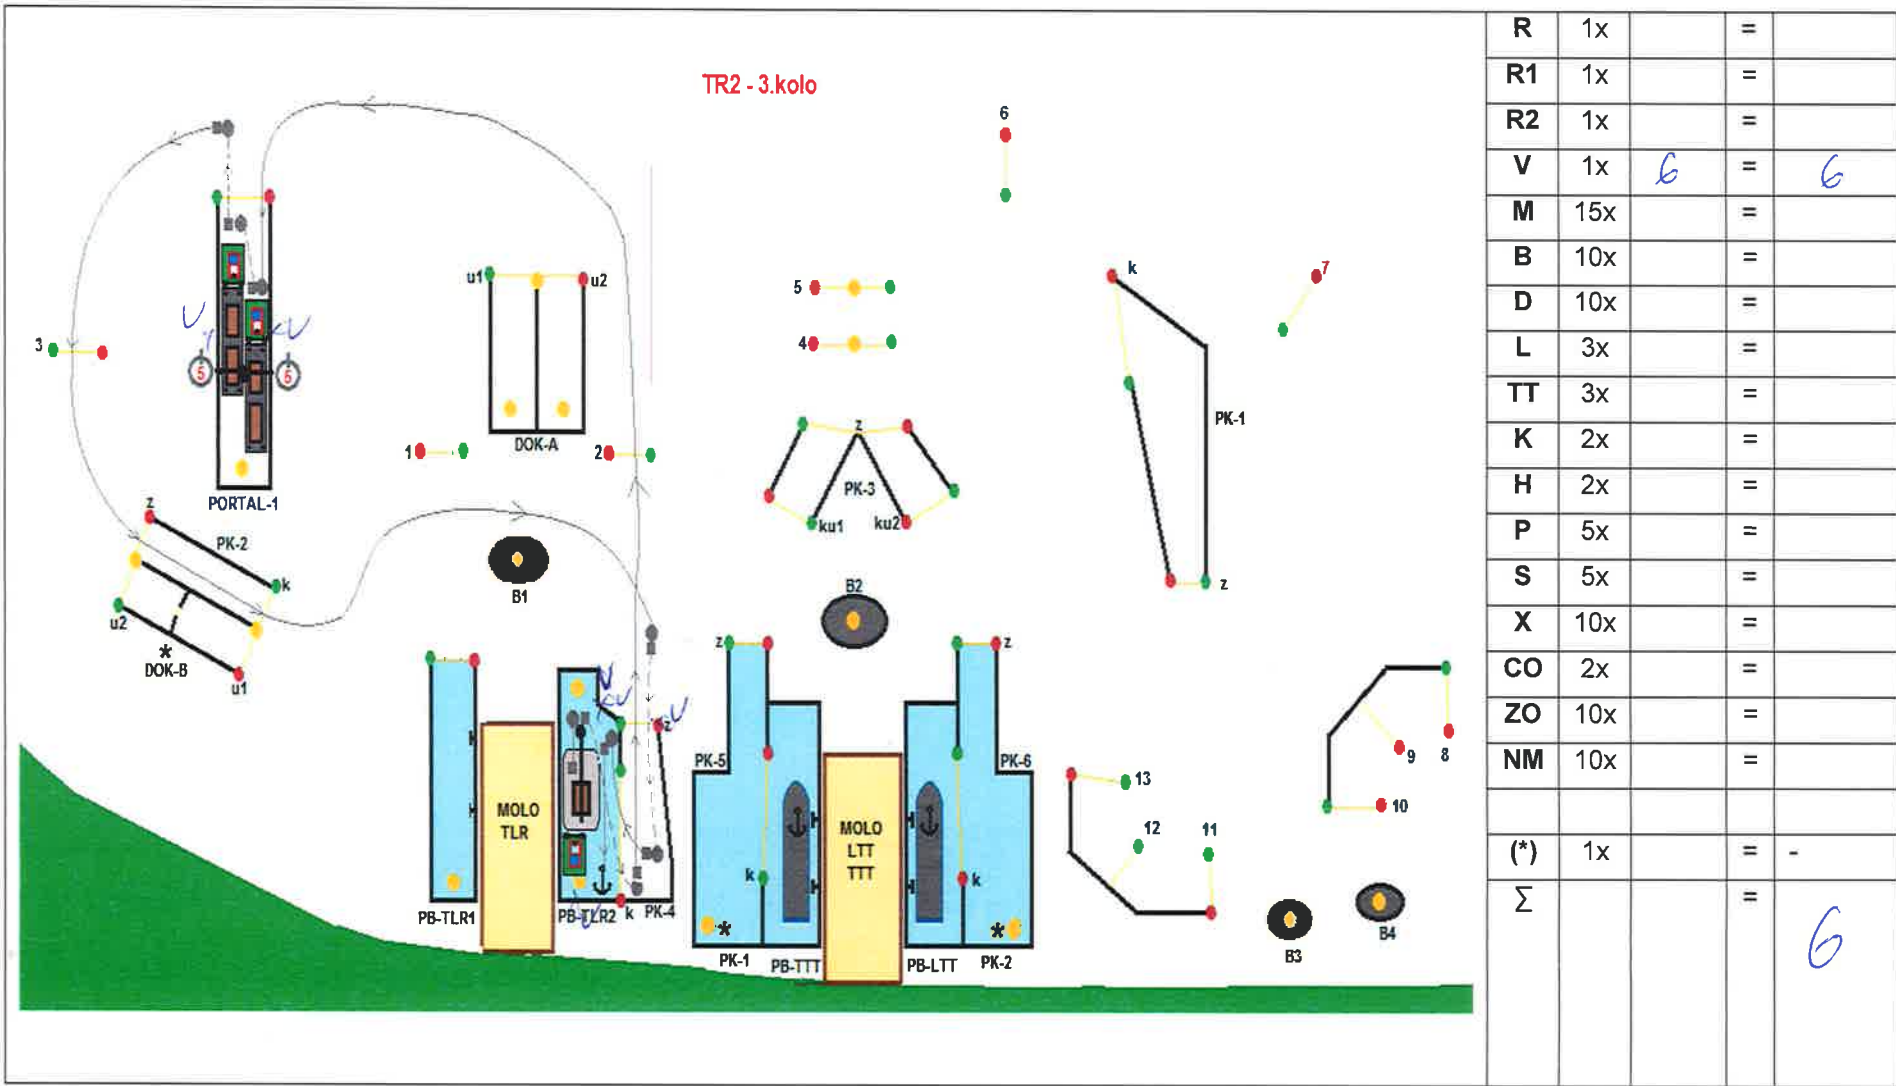 TR2 - 3.kolo
6
u1
u2
5
k
7
3
V
V
5
6
4
PORTAL-1
1
DOK-A
2
z
PK-3
ku1
ku2
PK-1
z
z
PK-2
k
u2
*
DOK-B
u1
B1
B2
V
V
z
V
z
z
PK-5
PK-6
MOLO
TLR
MOLO
LTT
TTT
k
k
PB-TLR1
PB-TLR2
V
k
PK-4
*
*
PK-1
PB-TTT
PB-LTT
PK-2
13
12
11
9
8
10
B3
B4
R 1x =
R1 1x =
R2 1x =
V 1x 6 = 6
M 15x =
B 10x =
D 10x =
L 3x =
TT 3x =
K 2x =
H 2x =
P 5x =
S 5x =
X 10x =
CO 2x =
ZO 10x =
NM 10x =
(*) 1x = -
Σ = 6